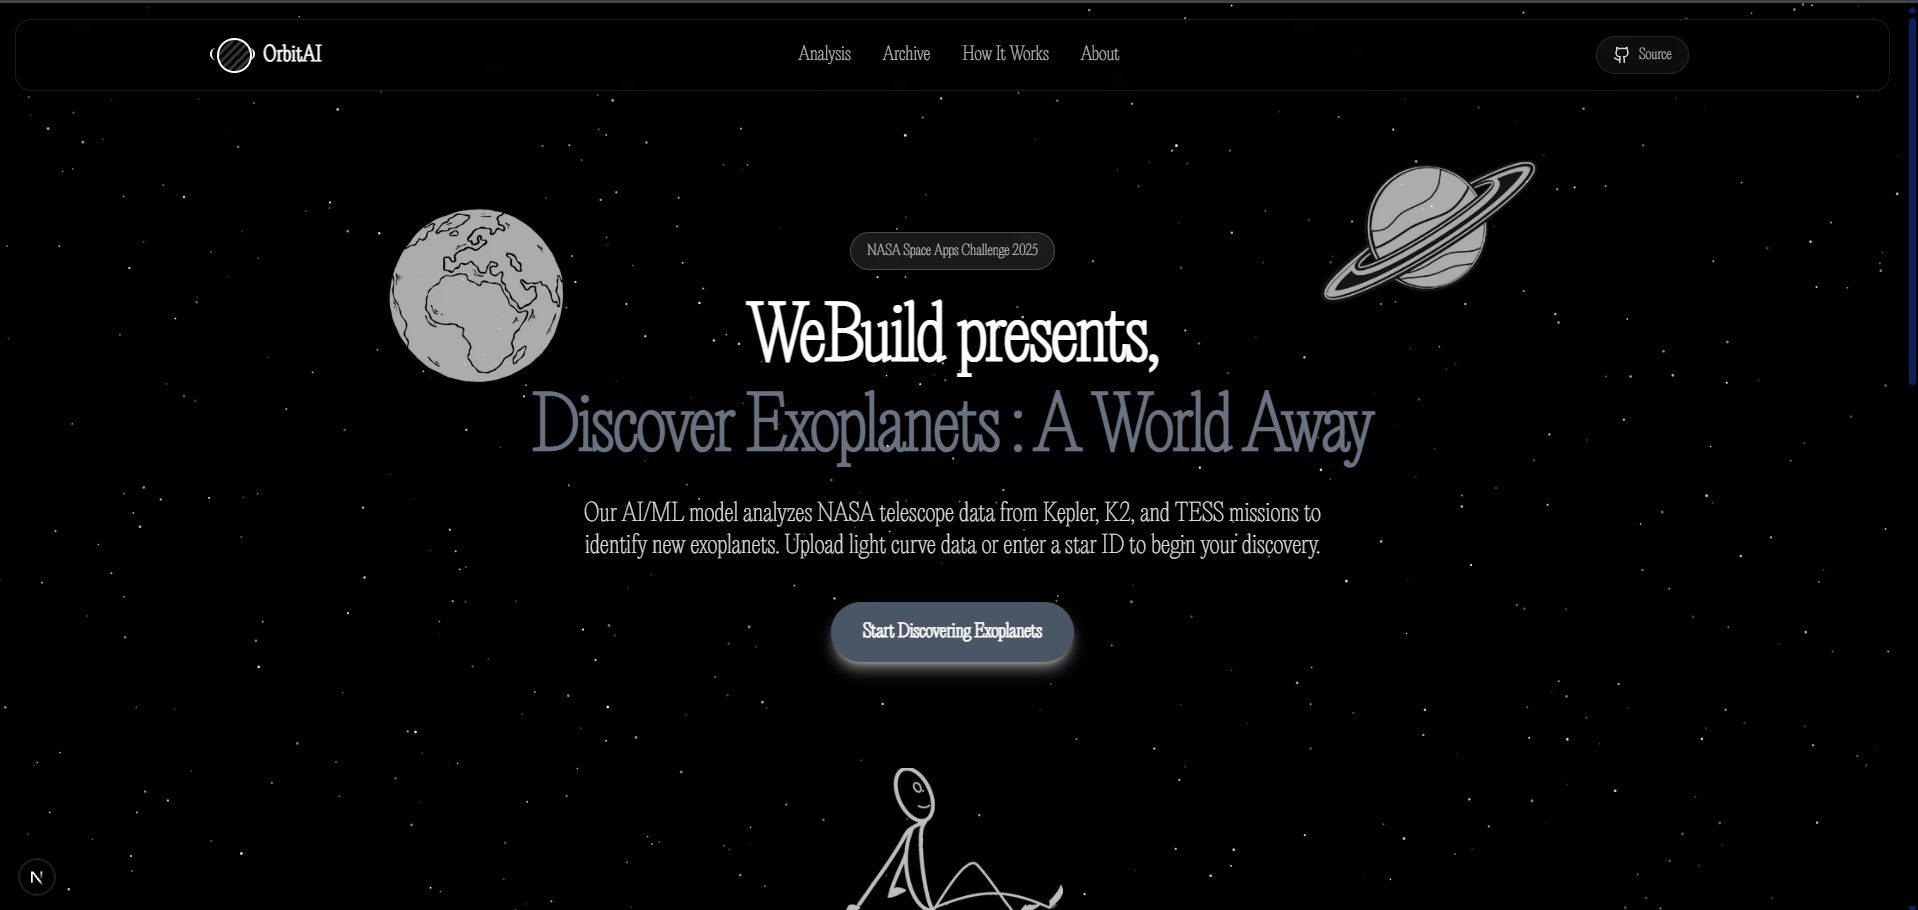 OrbitAI
Analysis
Archive
How It Works
About
Source
NASA Space Apps Challenge 2025
WeBuild presents,
Discover Exoplanets : A World Away
Our AI/ML model analyzes NASA telescope data from Kepler, K2, and TESS missions to
identify new exoplanets. Upload light curve data or enter a star ID to begin your discovery.
Start Discovering Exoplanets
N